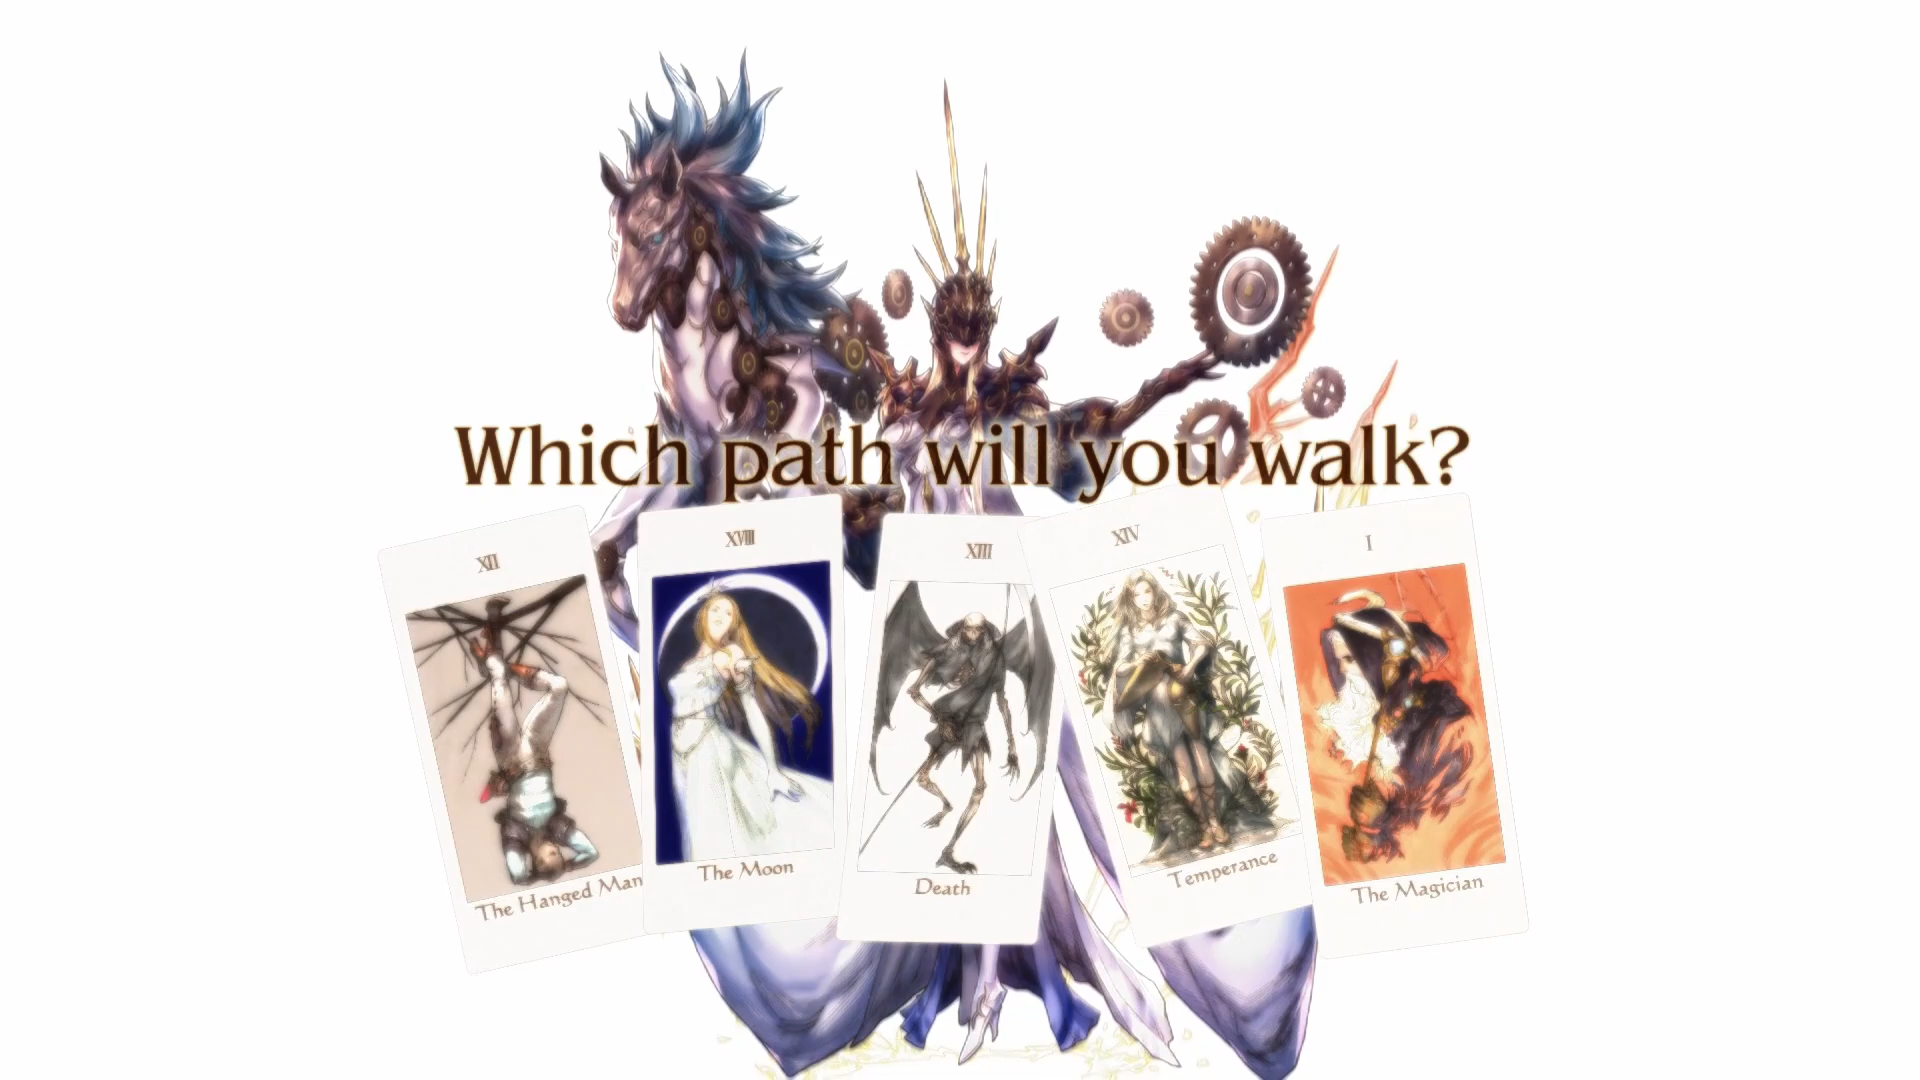 Which path will you walk?
XII
The Hanged Man
XVIII
The Moon
XIII
Death
XIV
Temperance
I
The Magician